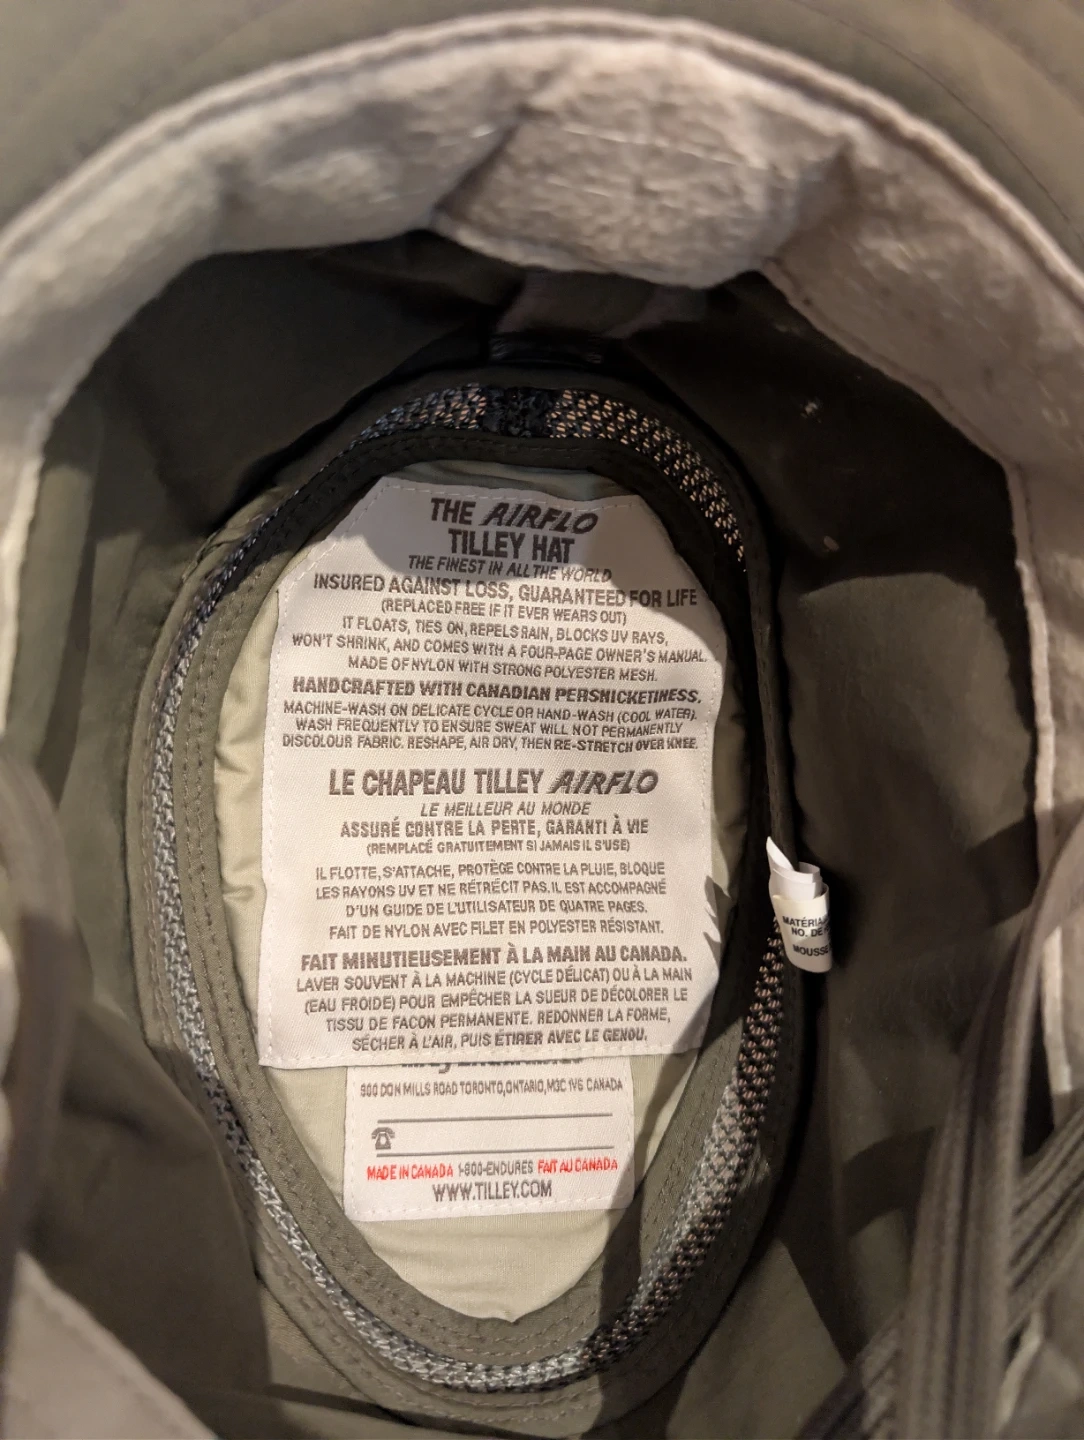 THE AIRFLO
TILLEY HAT
THE FINEST IN ALL THE WORLD
INSURED AGAINST LOSS, GUARANTEED FOR LIFE
(REPLACED FREE IF IT EVER WEARS OUT)
IT FLOATS, TIES ON, REPELS RAIN, BLOCKS UV RAYS,
WON'T SHRINK, AND COMES WITH A FOUR-PAGE OWNER'S MANUAL.
MADE OF NYLON WITH STRONG POLYESTER MESH.
HANDCRAFTED WITH CANADIAN PERSNICKETINESS.
MACHINE-WASH ON DELICATE CYCLE OR HAND-WASH (COOL WATER).
WASH FREQUENTLY TO ENSURE SWEAT WILL NOT PERMANENTLY
DISCOLOUR FABRIC. RESHAPE, AIR DRY, THEN RE-STRETCH OVER KNEE.
LE CHAPEAU TILLEY AIRFLO
LE MEILLEUR AU MONDE
ASSURÉ CONTRE LA PERTE, GARANTI À VIE
(REMPLACÉ GRATUITEMENT SI JAMAIS IL S'USE)
IL FLOTTE, S'ATTACHE, PROTÈGE CONTRE LA PLUIE, BLOQUE
LES RAYONS UV ET NE RÉTRÉCIT PAS. IL EST ACCOMPAGNÉ
D'UN GUIDE DE L'UTILISATEUR DE QUATRE PAGES.
FAIT DE NYLON AVEC FILET EN POLYESTER RÉSISTANT.
FAIT MINUTIEUSEMENT À LA MAIN AU CANADA.
LAVER SOUVENT À LA MACHINE (CYCLE DÉLICAT) OU À LA MAIN
(EAU FROIDE) POUR EMPÊCHER LA SUEUR DE DÉCOLORER LE
TISSU DE FACON PERMANENTE. REDONNER LA FORME,
SÉCHER À L'AIR, PUIS ÉTIRER AVEC LE GENOU.
900 DON MILLS ROAD TORONTO, ONTARIO, M3C 1V6 CANADA
MADE IN CANADA 1-800-ENDURES FAIT AU CANADA
WWW.TILLEY.COM
MATÉRIA
NO. DE
MOUSSE